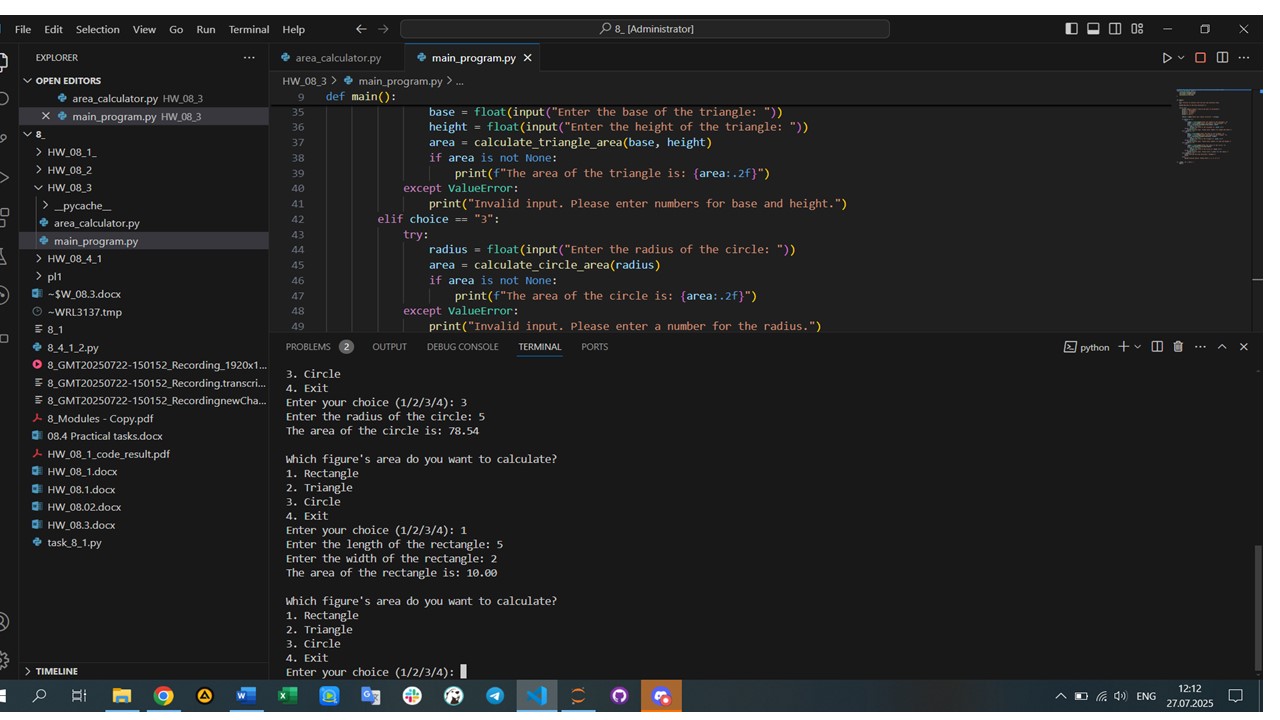 File Edit Selection View Go Run Terminal Help
8_ [Administrator]
EXPLORER
OPEN EDITORS
area_calculator.py HW_08_3
main_program.py HW_08_3
8_
HW_08_1_
HW_08_2
HW_08_3
__pycache__
area_calculator.py
main_program.py
HW_08_4_1
pl1
~$W_08.3.docx
~WRL3137.tmp
8_1
8_4_1_2.py
8_GMT20250722-150152_Recording_1920x1...
8_GMT20250722-150152_Recording.transcri...
8_GMT20250722-150152_RecordingnewCha...
8_Modules - Copy.pdf
08.4 Practical tasks.docx
HW_08_1_code_result.pdf
HW_08_1.docx
HW_08.1.docx
HW_08.02.docx
HW_08.3.docx
task_8_1.py
TIMELINE
area_calculator.py
main_program.py
HW_08_3 > main_program.py > ...
9 def main():
35 base = float(input("Enter the base of the triangle: "))
36 height = float(input("Enter the height of the triangle: "))
37 area = calculate_triangle_area(base, height)
38 if area is not None:
39 print(f"The area of the triangle is: {area:.2f}")
40 except ValueError:
41 print("Invalid input. Please enter numbers for base and height.")
42 elif choice == "3":
43 try:
44 radius = float(input("Enter the radius of the circle: "))
45 area = calculate_circle_area(radius)
46 if area is not None:
47 print(f"The area of the circle is: {area:.2f}")
48 except ValueError:
49 print("Invalid input. Please enter a number for the radius.")
PROBLEMS 2 OUTPUT DEBUG CONSOLE TERMINAL PORTS
python
3. Circle
4. Exit
Enter your choice (1/2/3/4): 3
Enter the radius of the circle: 5
The area of the circle is: 78.54
Which figure's area do you want to calculate?
1. Rectangle
2. Triangle
3. Circle
4. Exit
Enter your choice (1/2/3/4): 1
Enter the length of the rectangle: 5
Enter the width of the rectangle: 2
The area of the rectangle is: 10.00
Which figure's area do you want to calculate?
1. Rectangle
2. Triangle
3. Circle
4. Exit
Enter your choice (1/2/3/4):
ENG
12:12
27.07.2025